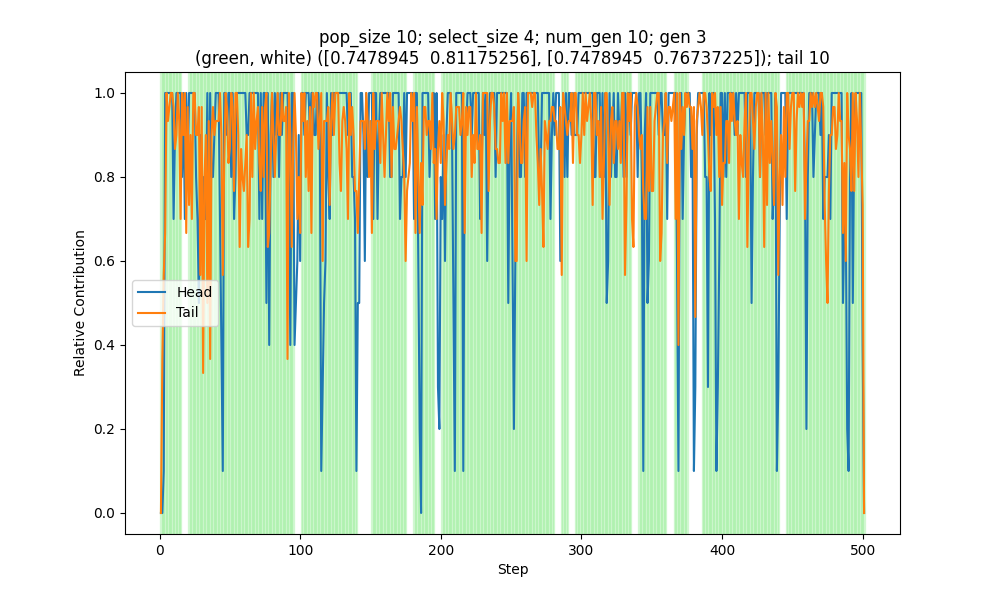 pop_size 10; select_size 4; num_gen 10; gen 3
(green, white) ([0.7478945  0.81175256], [0.7478945  0.76737225]); tail 10
Relative Contribution
1.0
0.8
0.6
0.4
0.2
0.0
Head
Tail
0
100
200
300
400
500
Step